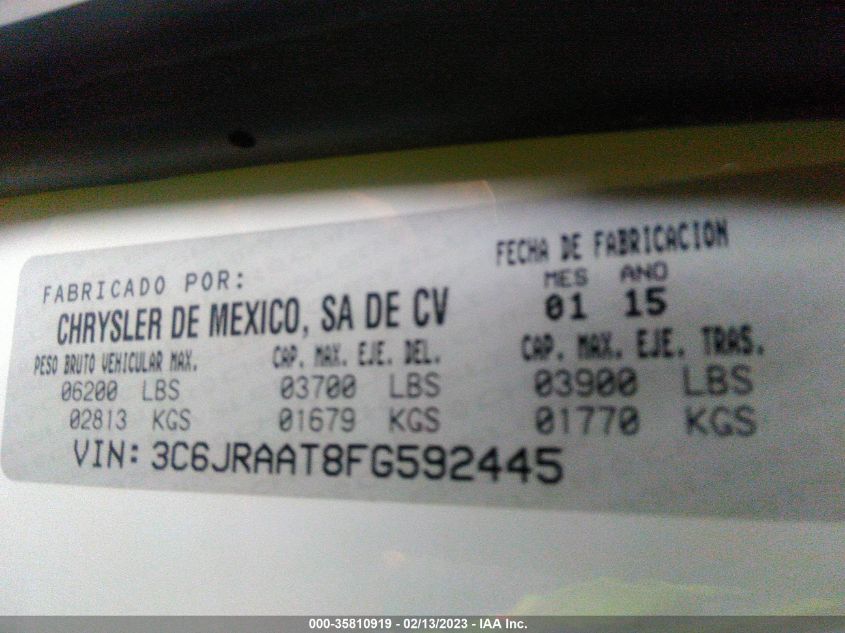 FABRICADO POR:
CHRYSLER DE MEXICO, SA DE CV
FECHA DE FABRICACION
MES ANO
01 15
PESO BRUTO VEHICULAR MAX. CAP. MAX. EJE. DEL. CAP. MAX. EJE. TRAS.
06200 LBS 03700 LBS 03900 LBS
02813 KGS 01679 KGS 01770 KGS
VIN: 3C6JRAAT8FG592445
000-35810919 - 02/13/2023 - IAA Inc.